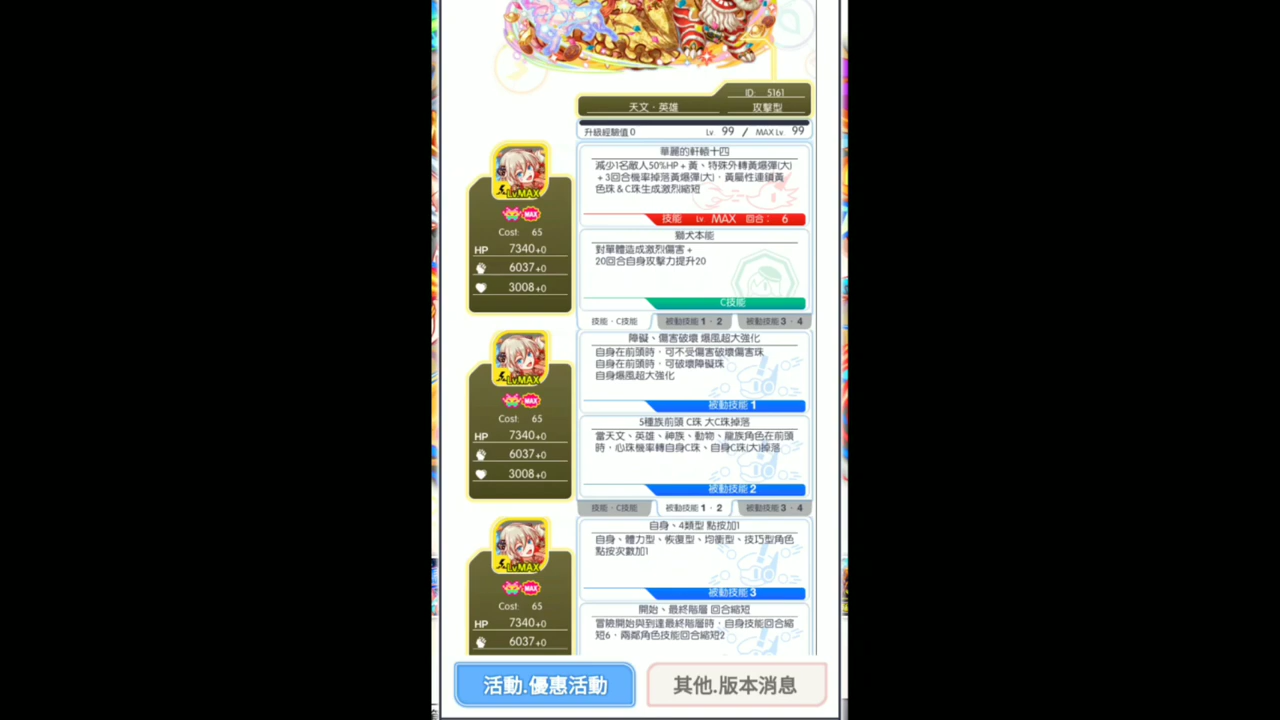 ID: 5161
天文・英雄 攻擊型
升級經驗值0 Lv. 99 / MAX Lv. 99
華麗的軒轅十四
減少1名敵人50%HP+黃、特殊外轉黃爆彈(大)
+3回合機率掉落黃爆彈(大)、黃屬性連鎖黃
色珠&C珠生成激烈縮短
技能 Lv. MAX 回合: 6
獅犬本能
對單體造成激烈傷害+
20回合自身攻擊力提升20
C技能
技能・C技能 被動技能1・2 被動技能3・4
LvMAX
MAX
Cost: 65
HP 7340+0
6037+0
3008+0
障礙、傷害破壞 爆風超大強化
自身在前頭時,可不受傷害破壞傷害珠
自身在前頭時,可破壞障礙珠
自身爆風超大強化
被動技能1
5種族前頭 C珠 大C珠掉落
當天文、英雄、神族、動物、龍族角色在前頭
時,心珠機率轉自身C珠、自身C珠(大)掉落
被動技能2
技能・C技能 被動技能1・2 被動技能3・4
LvMAX
MAX
Cost: 65
HP 7340+0
6037+0
3008+0
自身、4類型 點按加1
自身、體力型、恢復型、均衡型、技巧型角色
點按次數加1
被動技能3
開始、最終階層 回合縮短
冒險開始與到達最終階層時,自身技能回合縮
短6,兩鄰角色技能回合縮短2
LvMAX
MAX
Cost: 65
HP 7340+0
6037+0
活動.優惠活動
其他.版本消息